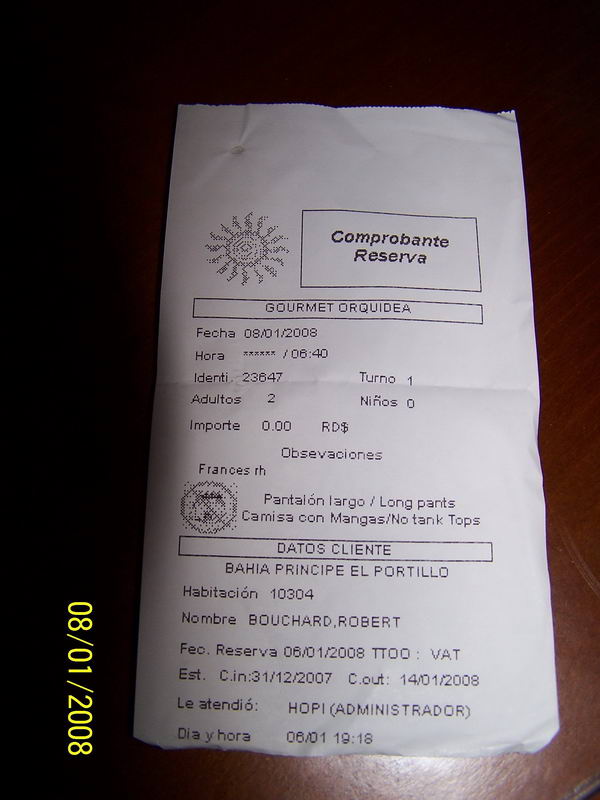 Comprobante
Reserva
GOURMET ORQUIDEA
Fecha 08/01/2008
Hora ****** / 06:40
Identi. 23647 Turno 1
Adultos 2 Niños 0
Importe 0.00 RD$
Obsevaciones
Frances rh
Pantalón largo / Long pants
Camisa con Mangas/No tank Tops
DATOS CLIENTE
BAHIA PRINCIPE EL PORTILLO
Habitación 10304
Nombre BOUCHARD,ROBERT
Fec. Reserva 06/01/2008 TTOO : VAT
Est. C.in:31/12/2007 C.out: 14/01/2008
Le atendió: HOPI (ADMINISTRADOR)
Dia y hora 06/01 19:18
08/01/2008